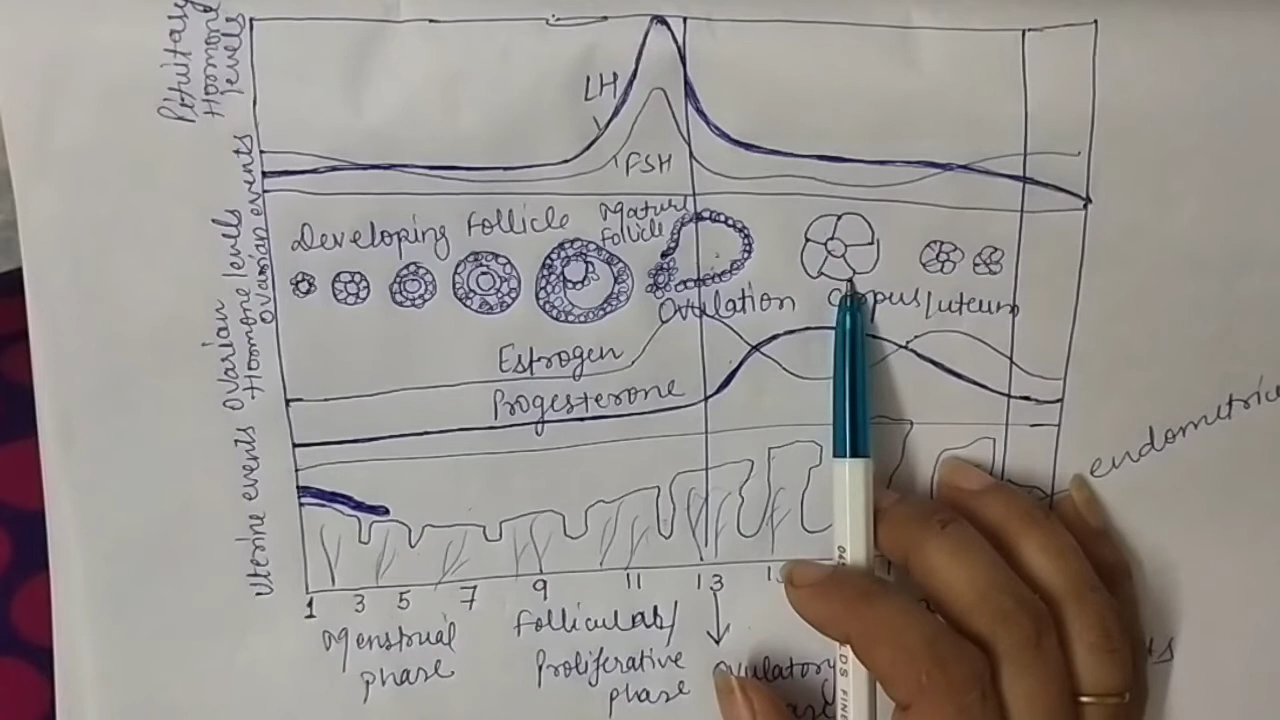 Pituitary
Hormone
levels
LH
FSH
Ovarian
Hormone levels
Ovarian events
Developing Follicle
Mature
Follicle
Ovulation
Corpus luteum
Estrogen
Progesterone
Uterine events
endometrium
1 3 5 7 9 11 13
Menstrual
phase
Follicular/
Proliferative
phase
Ovulatory